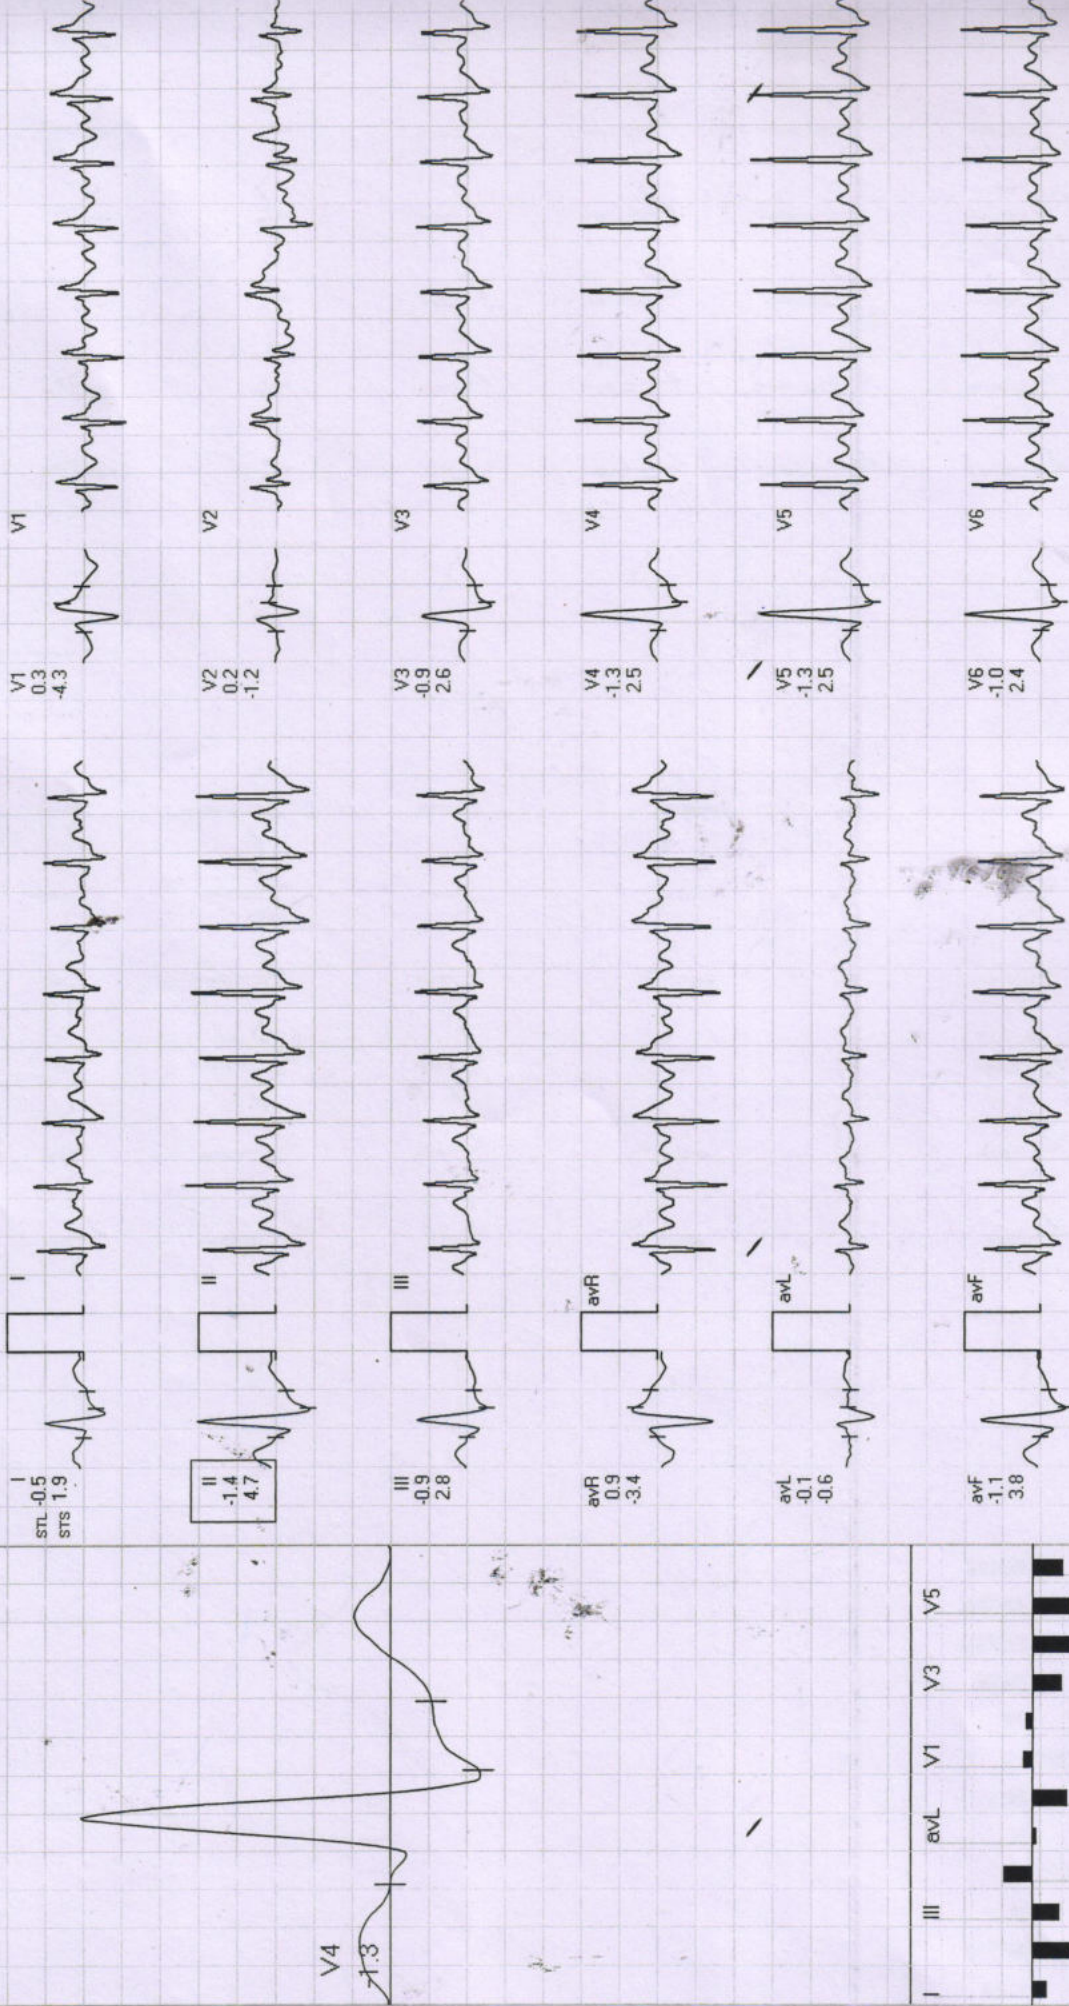 V4
-1.3
I
III
avL
V1
V3
V5
I
STL -0.5
STS 1.9
II
-1.4
4.7
III
-0.9
2.8
avR
0.9
-3.4
avL
-0.1
-0.6
avF
-1.1
3.8
I
II
III
avR
avL
avF
V1
0.3
-4.3
V2
0.2
-1.2
V3
-0.9
2.6
V4
-1.3
2.5
V5
-1.3
2.5
V6
-1.0
2.4
V1
V2
V3
V4
V5
V6